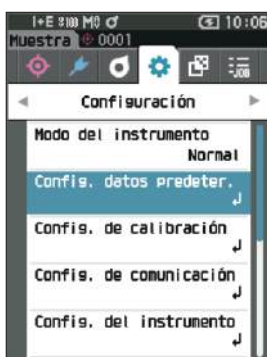 I+E M0 10:06
Muestra 0001
JOB
Configuración
Modo del instrumento
Normal
Config. datos predeter.
Config. de calibración
Config. de comunicación
Config. del instrumento